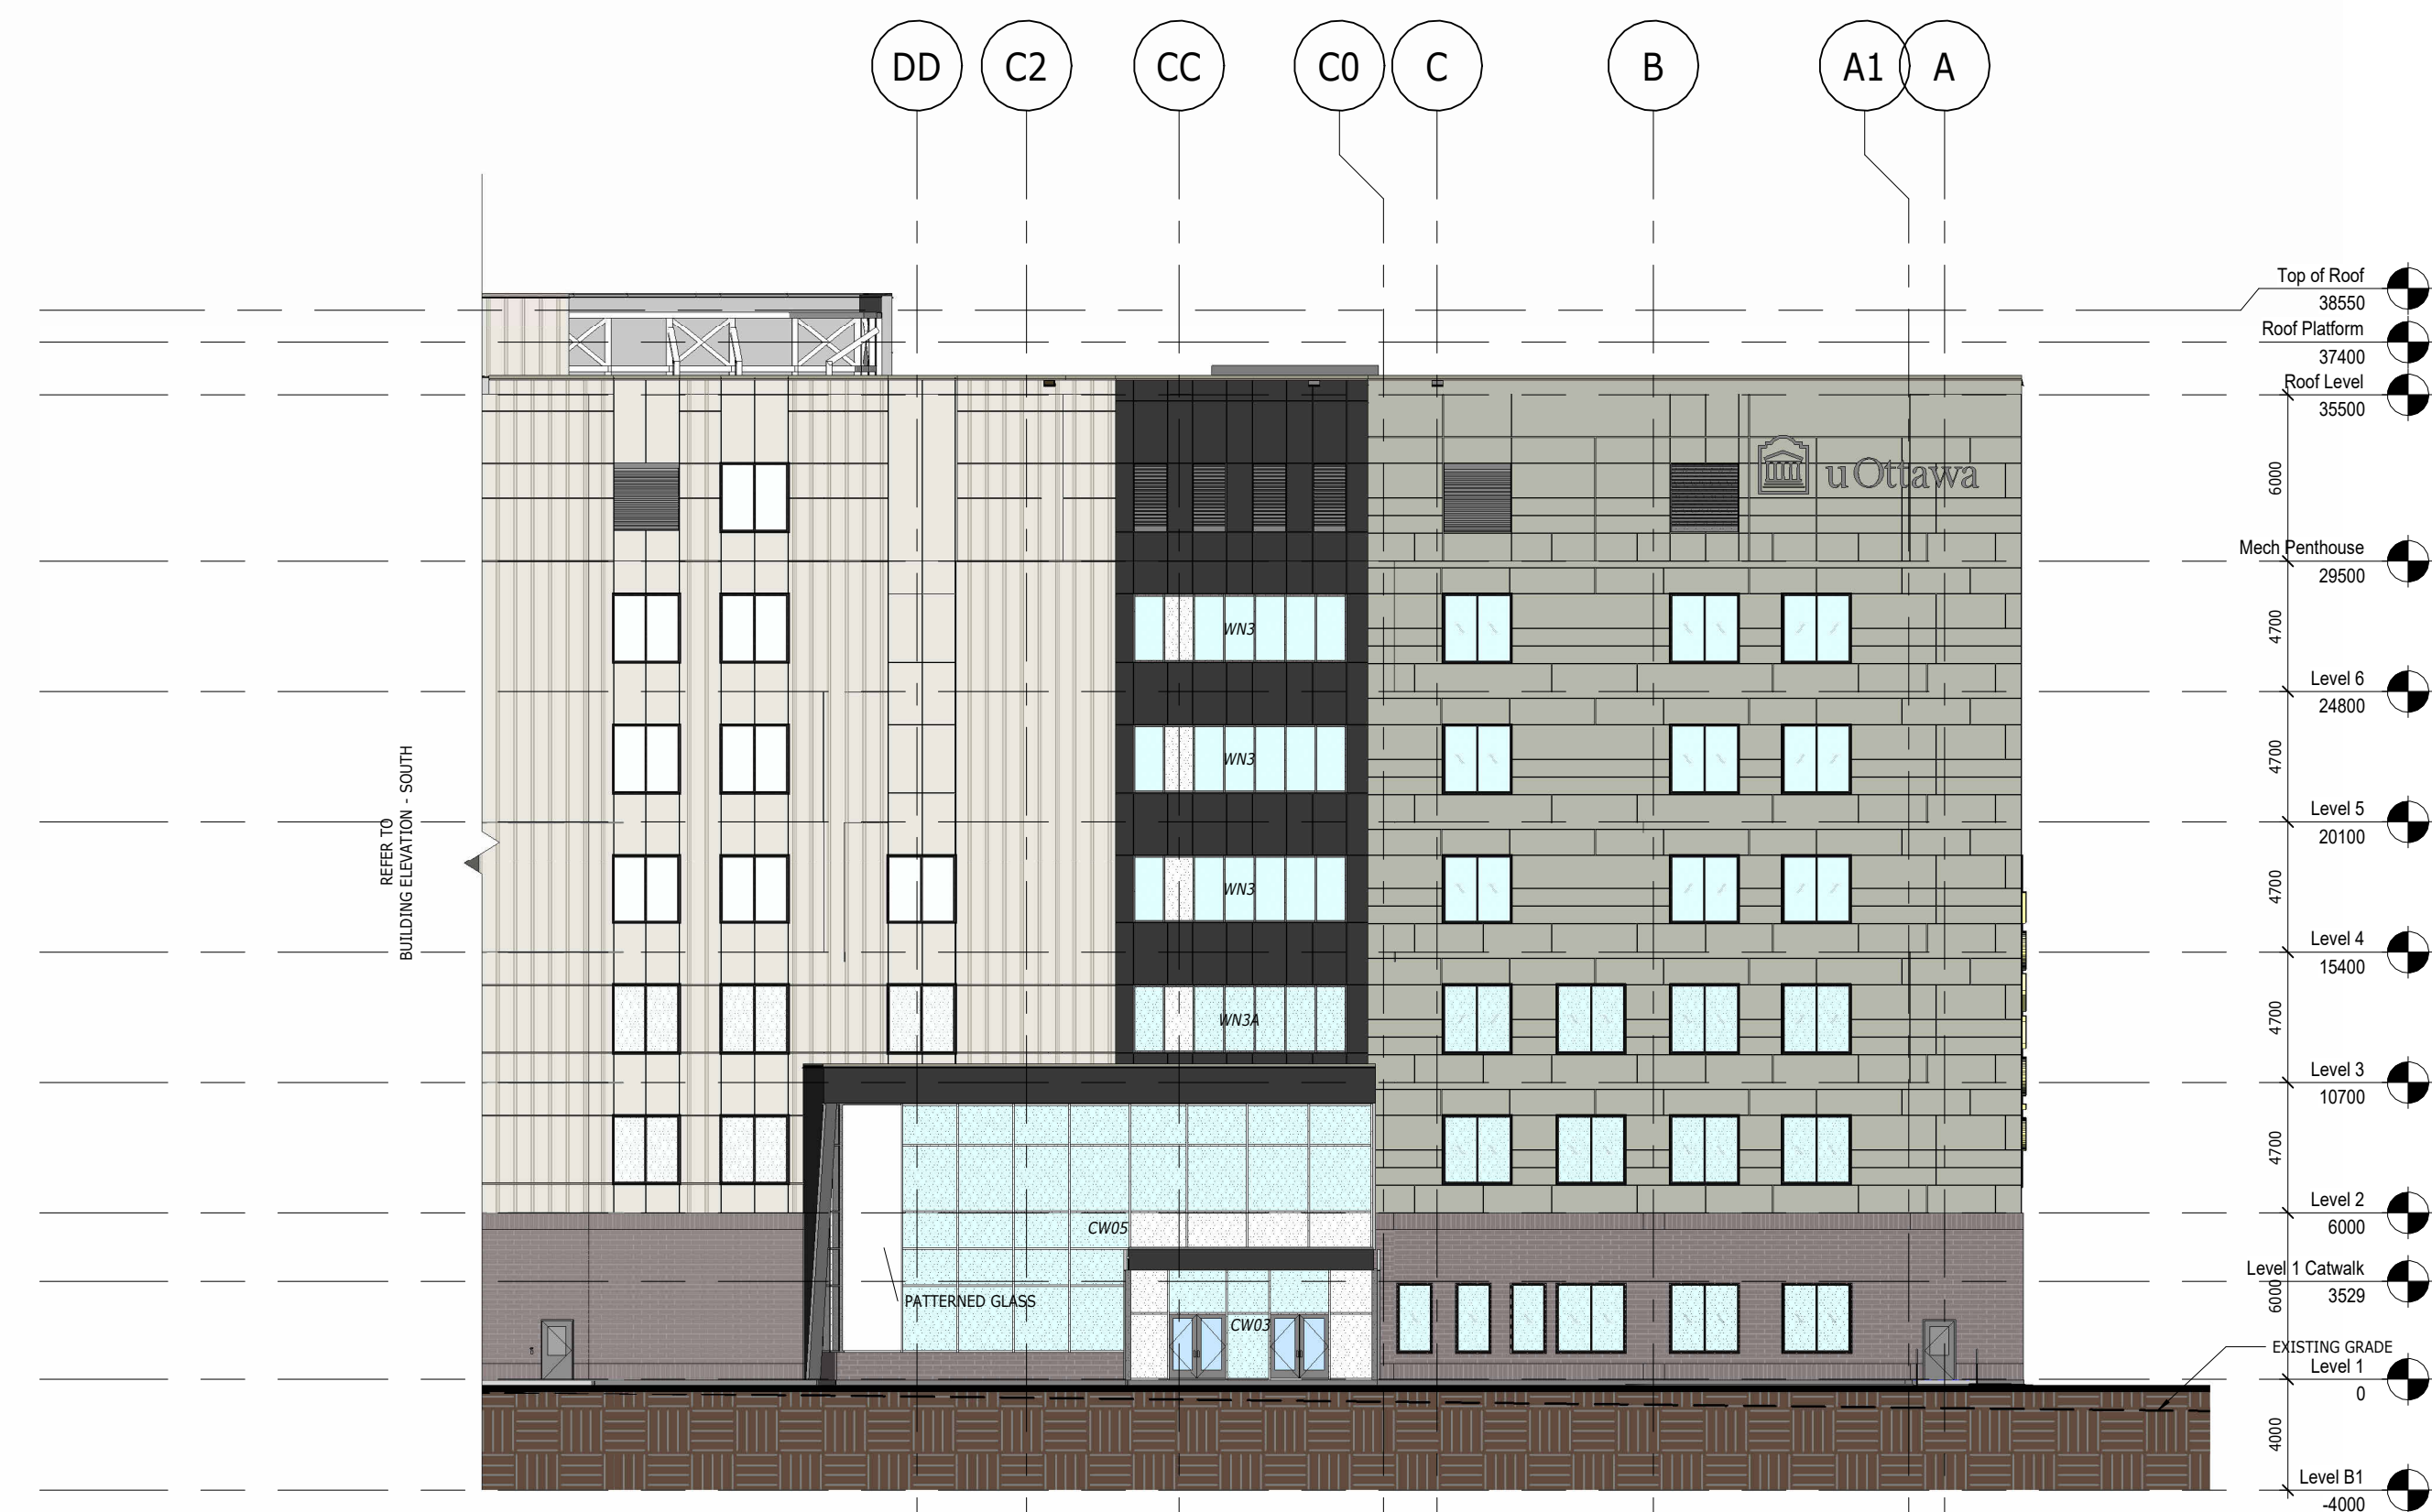 DD
C2
CC
C0
C
B
A1
A
Top of Roof
38550
Roof Platform
37400
Roof Level
35500
6000
uOttawa
Mech Penthouse
29500
4700
WN3
Level 6
24800
4700
WN3
REFER TO
BUILDING ELEVATION - SOUTH
Level 5
20100
4700
WN3
Level 4
15400
4700
WN3A
Level 3
10700
4700
Level 2
6000
CW05
Level 1 Catwalk
3529
6000
PATTERNED GLASS
CW03
EXISTING GRADE
Level 1
0
4000
Level B1
-4000